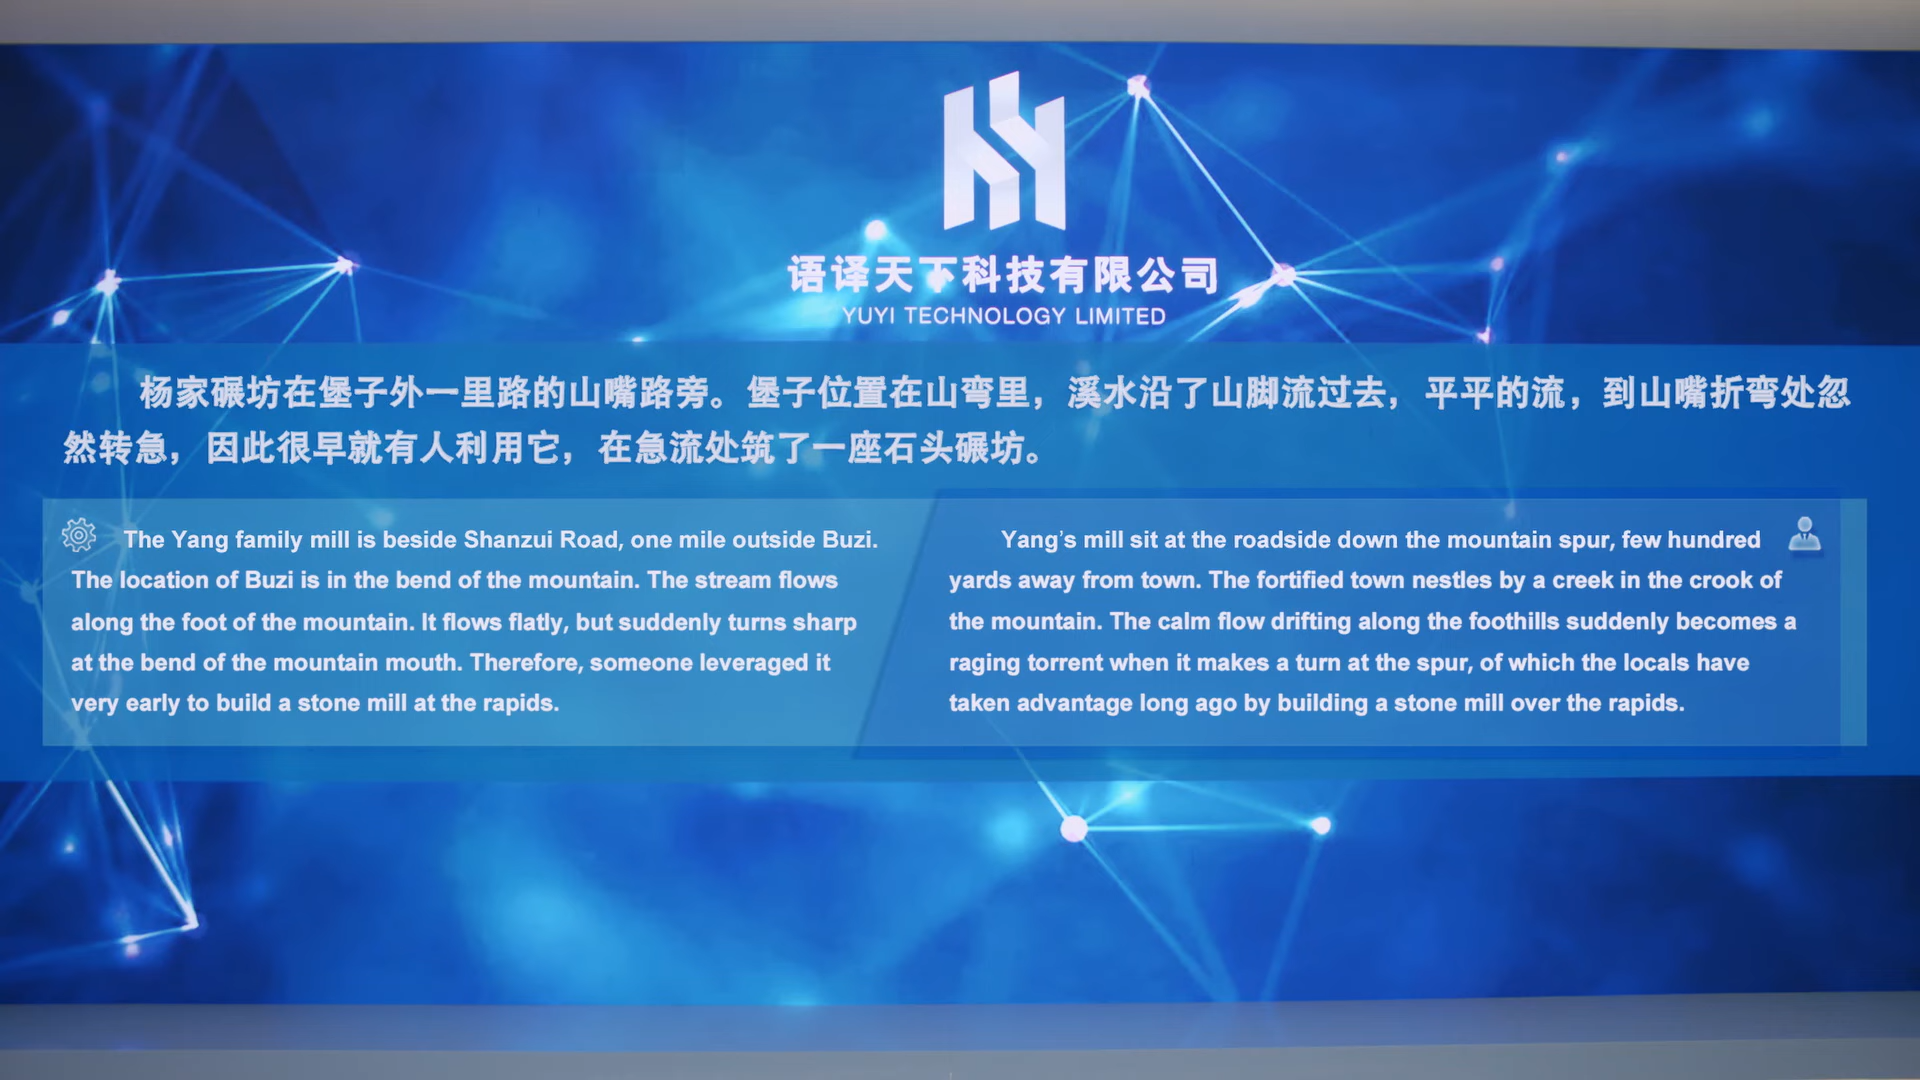 语译天下科技有限公司
YUYI TECHNOLOGY LIMITED
杨家碾坊在堡子外一里路的山嘴路旁。堡子位置在山弯里，溪水沿了山脚流过去，平平的流，到山嘴折弯处忽
然转急，因此很早就有人利用它，在急流处筑了一座石头碾坊。
The Yang family mill is beside Shanzui Road, one mile outside Buzi.
The location of Buzi is in the bend of the mountain. The stream flows
along the foot of the mountain. It flows flatly, but suddenly turns sharp
at the bend of the mountain mouth. Therefore, someone leveraged it
very early to build a stone mill at the rapids.
Yang's mill sit at the roadside down the mountain spur, few hundred
yards away from town. The fortified town nestles by a creek in the crook of
the mountain. The calm flow drifting along the foothills suddenly becomes a
raging torrent when it makes a turn at the spur, of which the locals have
taken advantage long ago by building a stone mill over the rapids.